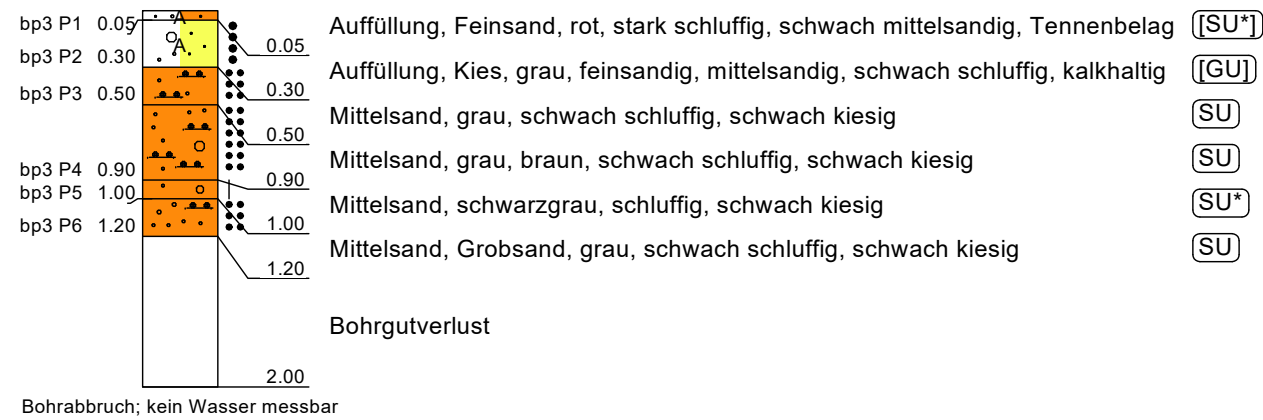 bp3 P1 0.05 A 0.05 Auffüllung, Feinsand, rot, stark schluffig, schwach mittelsandig, Tennenbelag [SU*]
bp3 P2 0.30 A 0.30 Auffüllung, Kies, grau, feinsandig, mittelsandig, schwach schluffig, kalkhaltig [GU]
bp3 P3 0.50 0.50 Mittelsand, grau, schwach schluffig, schwach kiesig SU
bp3 P4 0.90 0.90 Mittelsand, grau, braun, schwach schluffig, schwach kiesig SU
bp3 P5 1.00 1.00 Mittelsand, schwarzgrau, schluffig, schwach kiesig SU*
bp3 P6 1.20 1.20 Mittelsand, Grobsand, grau, schwach schluffig, schwach kiesig SU
Bohrgutverlust
2.00
Bohrabbruch; kein Wasser messbar